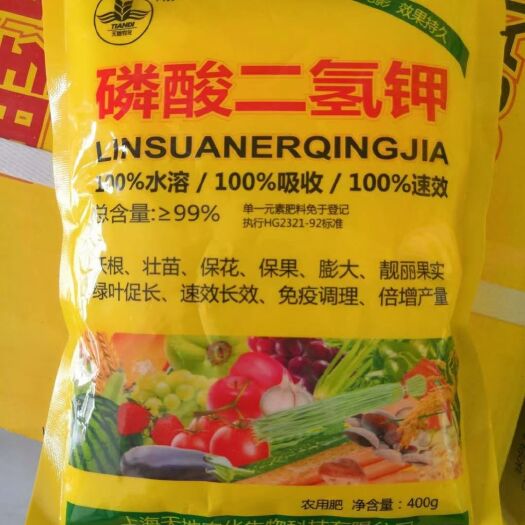 效果持久
TIANDI
磷酸二氢钾
LINSUANERQINGJIA
100%水溶 / 100%吸收 / 100%速效
总含量:≥99%
单一元素肥料免于登记
执行HG2321-92标准
沃根、壮苗、保花、保果、膨大、靓丽果实
绿叶促长、速效长效、免疫调理、倍增产量
农用肥 净含量: 400g